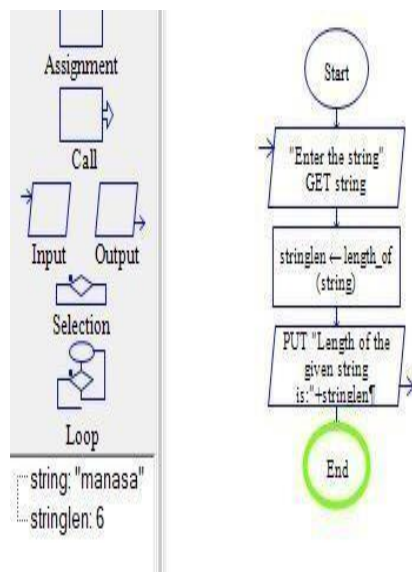 Assignment
Call
Input Output
Selection
Loop
string: "manasa"
stringlen: 6
Start
"Enter the string"
GET string
stringlen ← length_of
(string)
PUT "Length of the
given string
is:"+stringlen¶
End